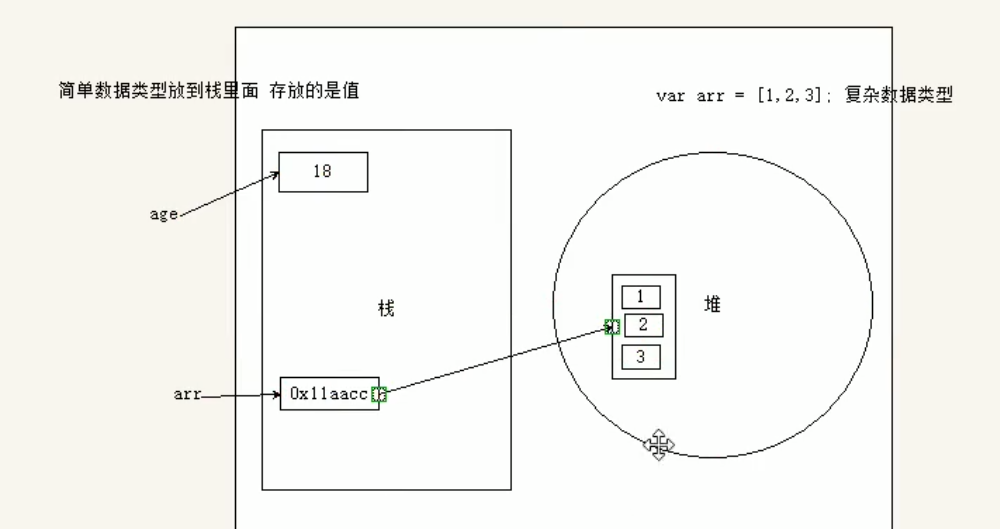 简单数据类型放到栈里面 存放的是值
var arr = [1,2,3]; 复杂数据类型
18
age
1
栈
堆
2
3
arr
0x11aacc